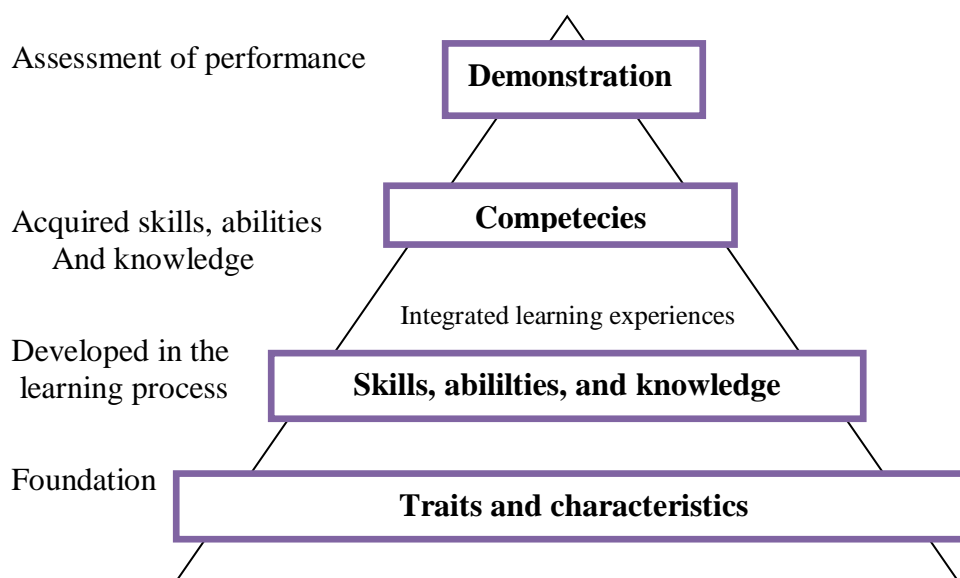 Assessment of performance
Demonstration
Acquired skills, abilities
And knowledge
Competecies
Integrated learning experiences
Developed in the
learning process
Skills, abililties, and knowledge
Foundation
Traits and characteristics